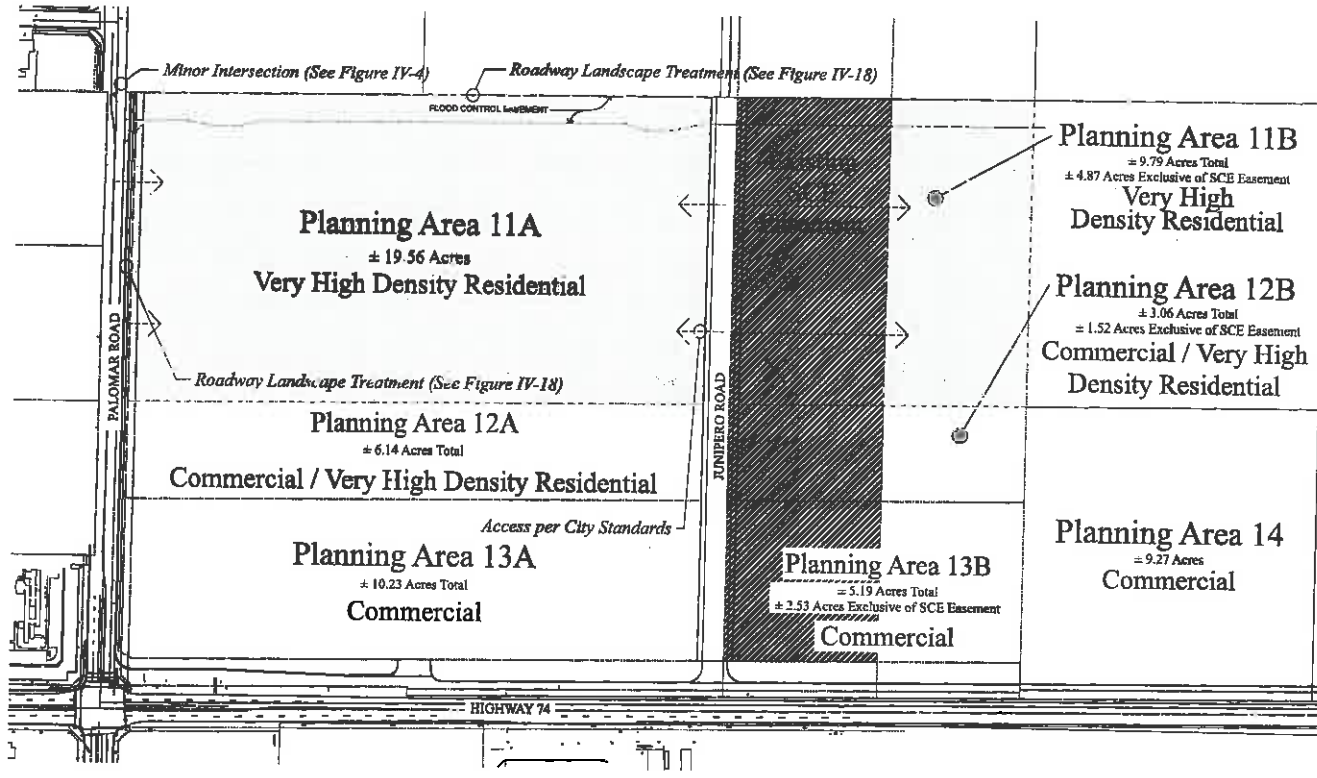 Minor Intersection (See Figure IV-4)
Roadway Landscape Treatment (See Figure IV-18)
FLOOD CONTROL EASEMENT
Existing
SCE
Easement
Planning Area 11B
± 9.79 Acres Total
± 4.87 Acres Exclusive of SCE Easement
Very High
Density Residential
Planning Area 11A
± 19.56 Acres
Very High Density Residential
Planning Area 12B
± 3.06 Acres Total
± 1.52 Acres Exclusive of SCE Easement
Commercial / Very High
Density Residential
PALOMAR ROAD
Roadway Landscape Treatment (See Figure IV-18)
JUNIPERO ROAD
Planning Area 12A
± 6.14 Acres Total
Commercial / Very High Density Residential
Access per City Standards
Planning Area 13A
± 10.23 Acres Total
Commercial
Planning Area 13B
± 5.19 Acres Total
± 2.53 Acres Exclusive of SCE Easement
Commercial
Planning Area 14
± 9.27 Acres
Commercial
HIGHWAY 74